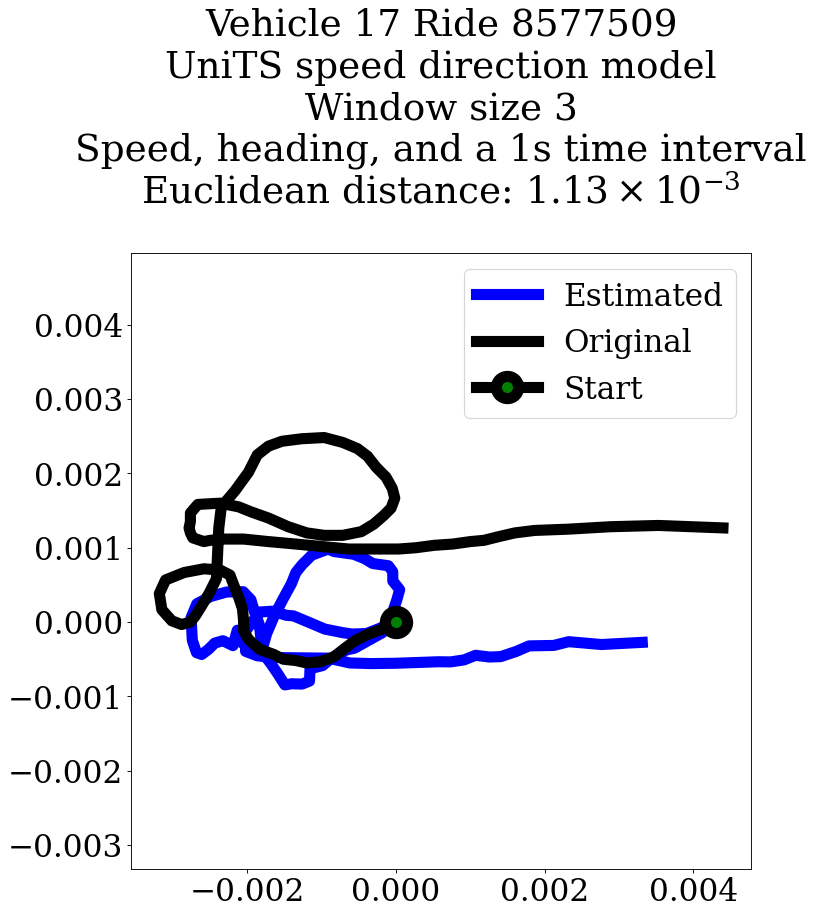 Vehicle 17 Ride 8577509
UniTS speed direction model
Window size 3
Speed, heading, and a 1s time interval
Euclidean distance: 1.13 × 10⁻³
Estimated
Original
Start
0.004
0.003
0.002
0.001
0.000
−0.001
−0.002
−0.003
−0.002 0.000 0.002 0.004